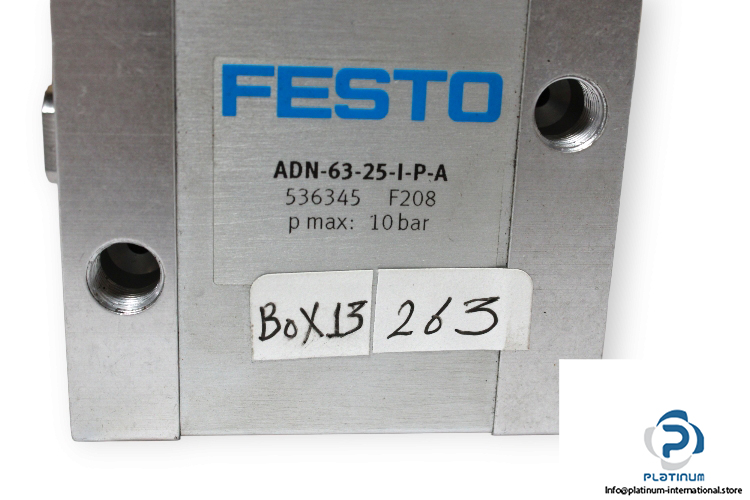 FESTO
ADN-63-25-I-P-A
536345 F208
p max: 10 bar
BOX13
263
PLATINUM
Info@platinum-international.store